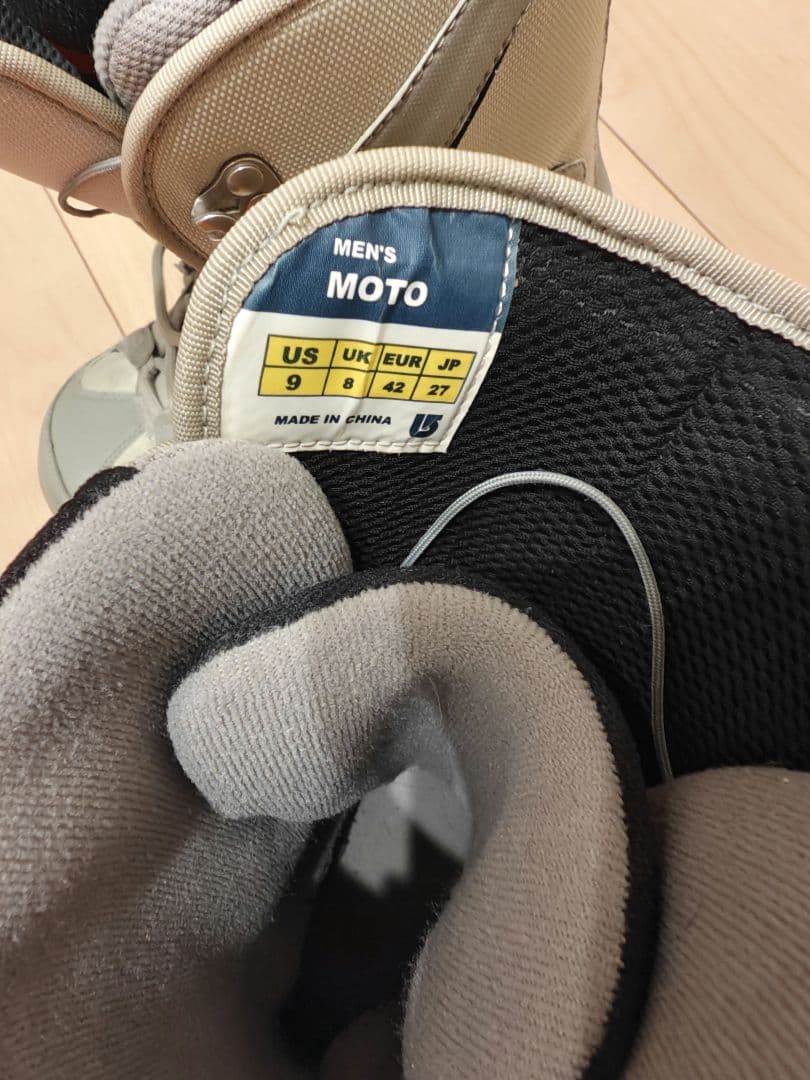 MEN'S
MOTO
US UK EUR JP
9 8 42 27
MADE IN CHINA